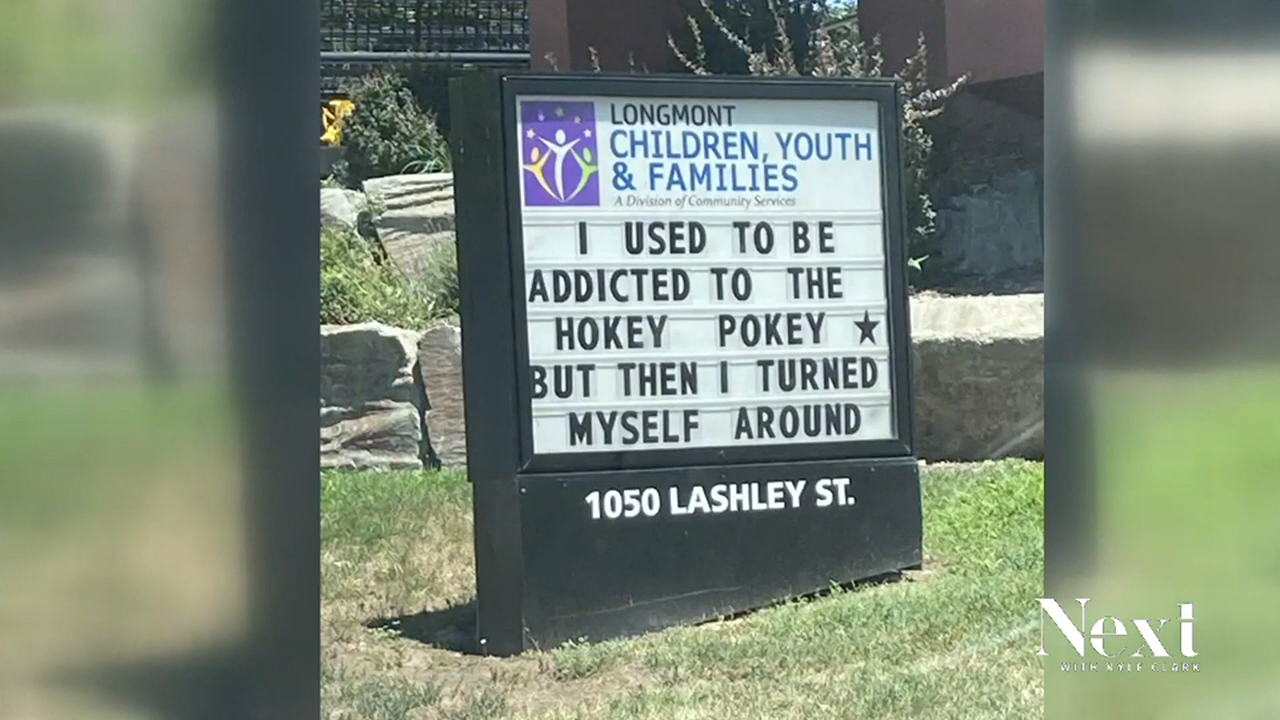 LONGMONT
CHILDREN, YOUTH
& FAMILIES
A Division of Community Services
I USED TO BE
ADDICTED TO THE
HOKEY POKEY ★
BUT THEN I TURNED
MYSELF AROUND
1050 LASHLEY ST.
Next
WITH KYLE CLARK